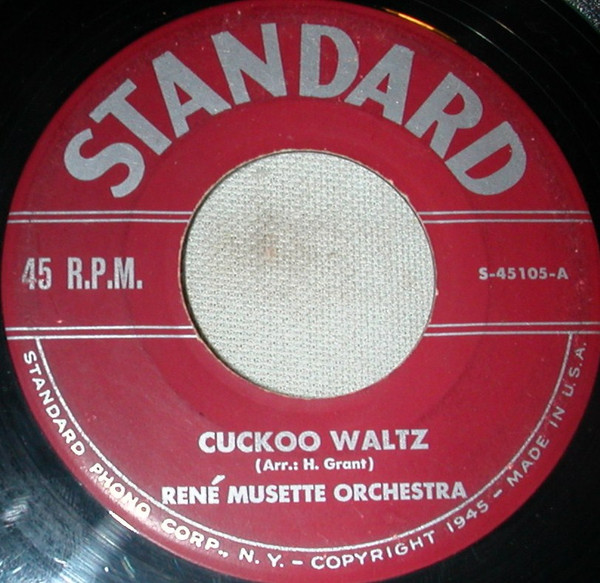 STANDARD
45 R.P.M.
S-45105-A
CUCKOO WALTZ
(Arr.: H. Grant)
RENÉ MUSETTE ORCHESTRA
STANDARD PHONO CORP., N. Y. - COPYRIGHT 1945 - MADE IN U.S.A.